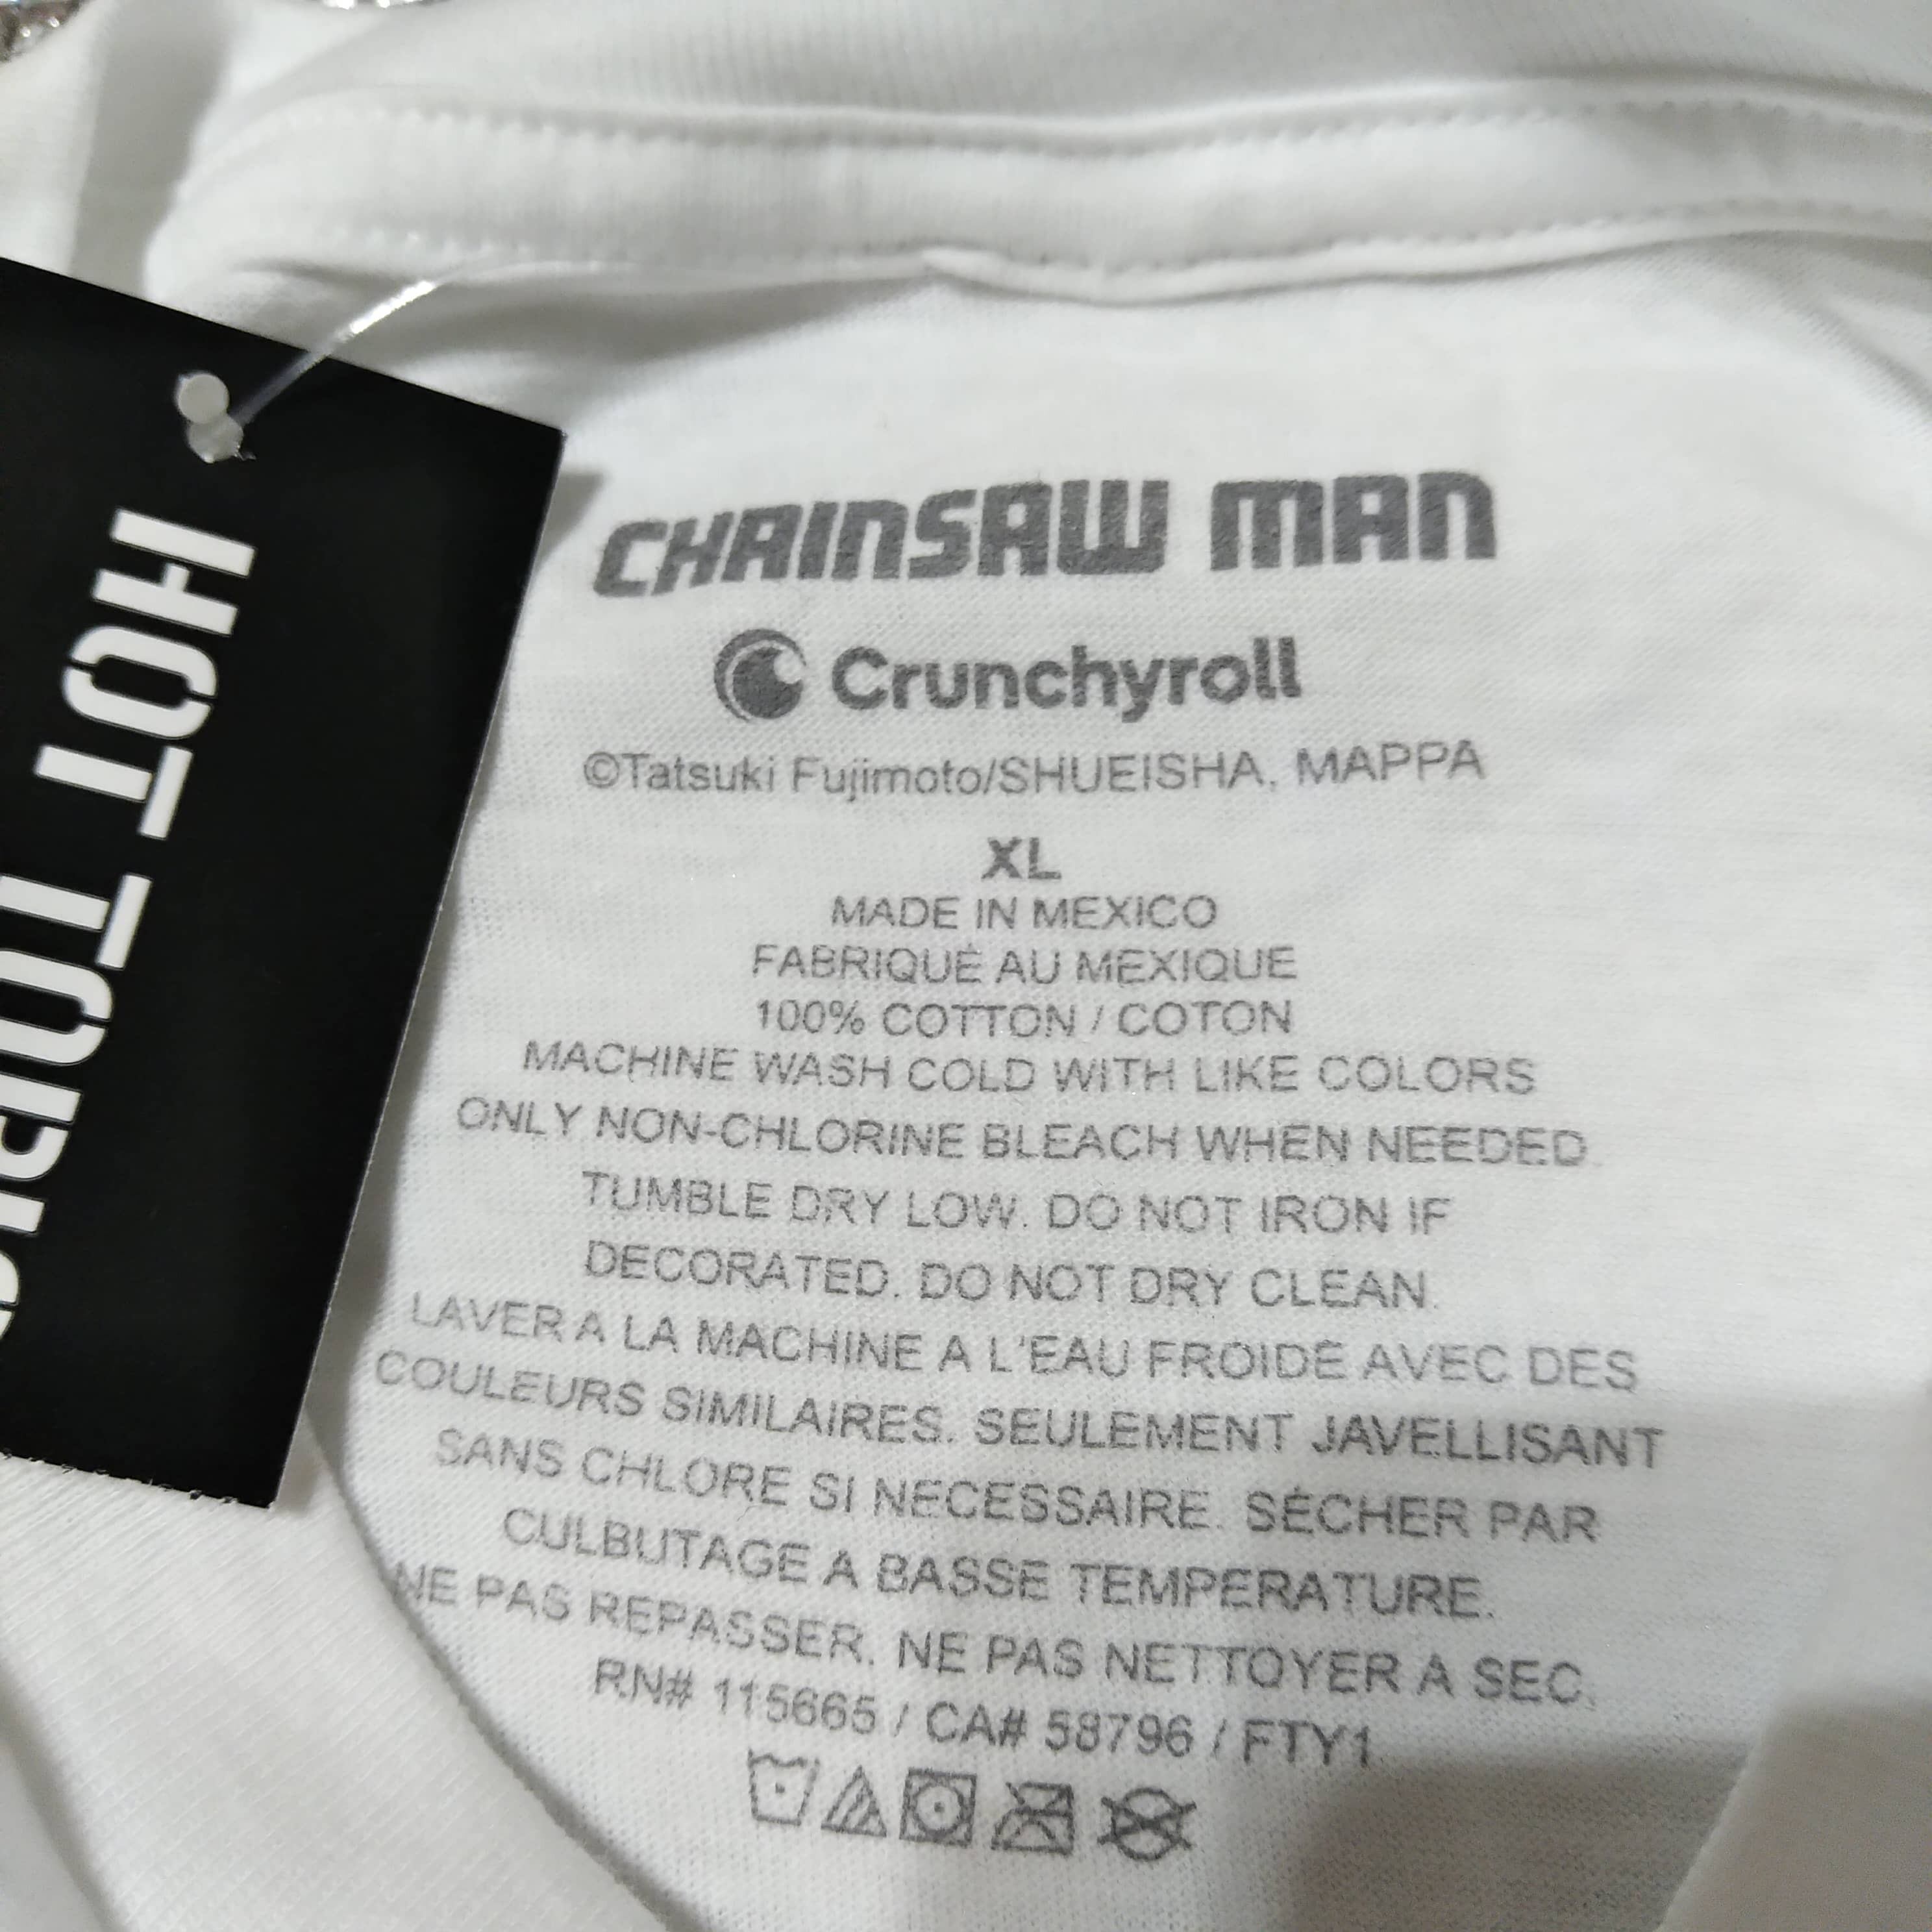 HOT TOPIC
CHAINSAW MAN
Crunchyroll
©Tatsuki Fujimoto/SHUEISHA, MAPPA
XL
MADE IN MEXICO
FABRIQUÉ AU MEXIQUE
100% COTTON / COTON
MACHINE WASH COLD WITH LIKE COLORS
ONLY NON-CHLORINE BLEACH WHEN NEEDED.
TUMBLE DRY LOW. DO NOT IRON IF
DECORATED. DO NOT DRY CLEAN.
LAVER A LA MACHINE A L'EAU FROIDE AVEC DES
COULEURS SIMILAIRES. SEULEMENT JAVELLISANT
SANS CHLORE SI NECESSAIRE. SÉCHER PAR
CULBUTAGE A BASSE TEMPERATURE.
NE PAS REPASSER. NE PAS NETTOYER A SEC.
RN# 115665 / CA# 58796 / FTY1